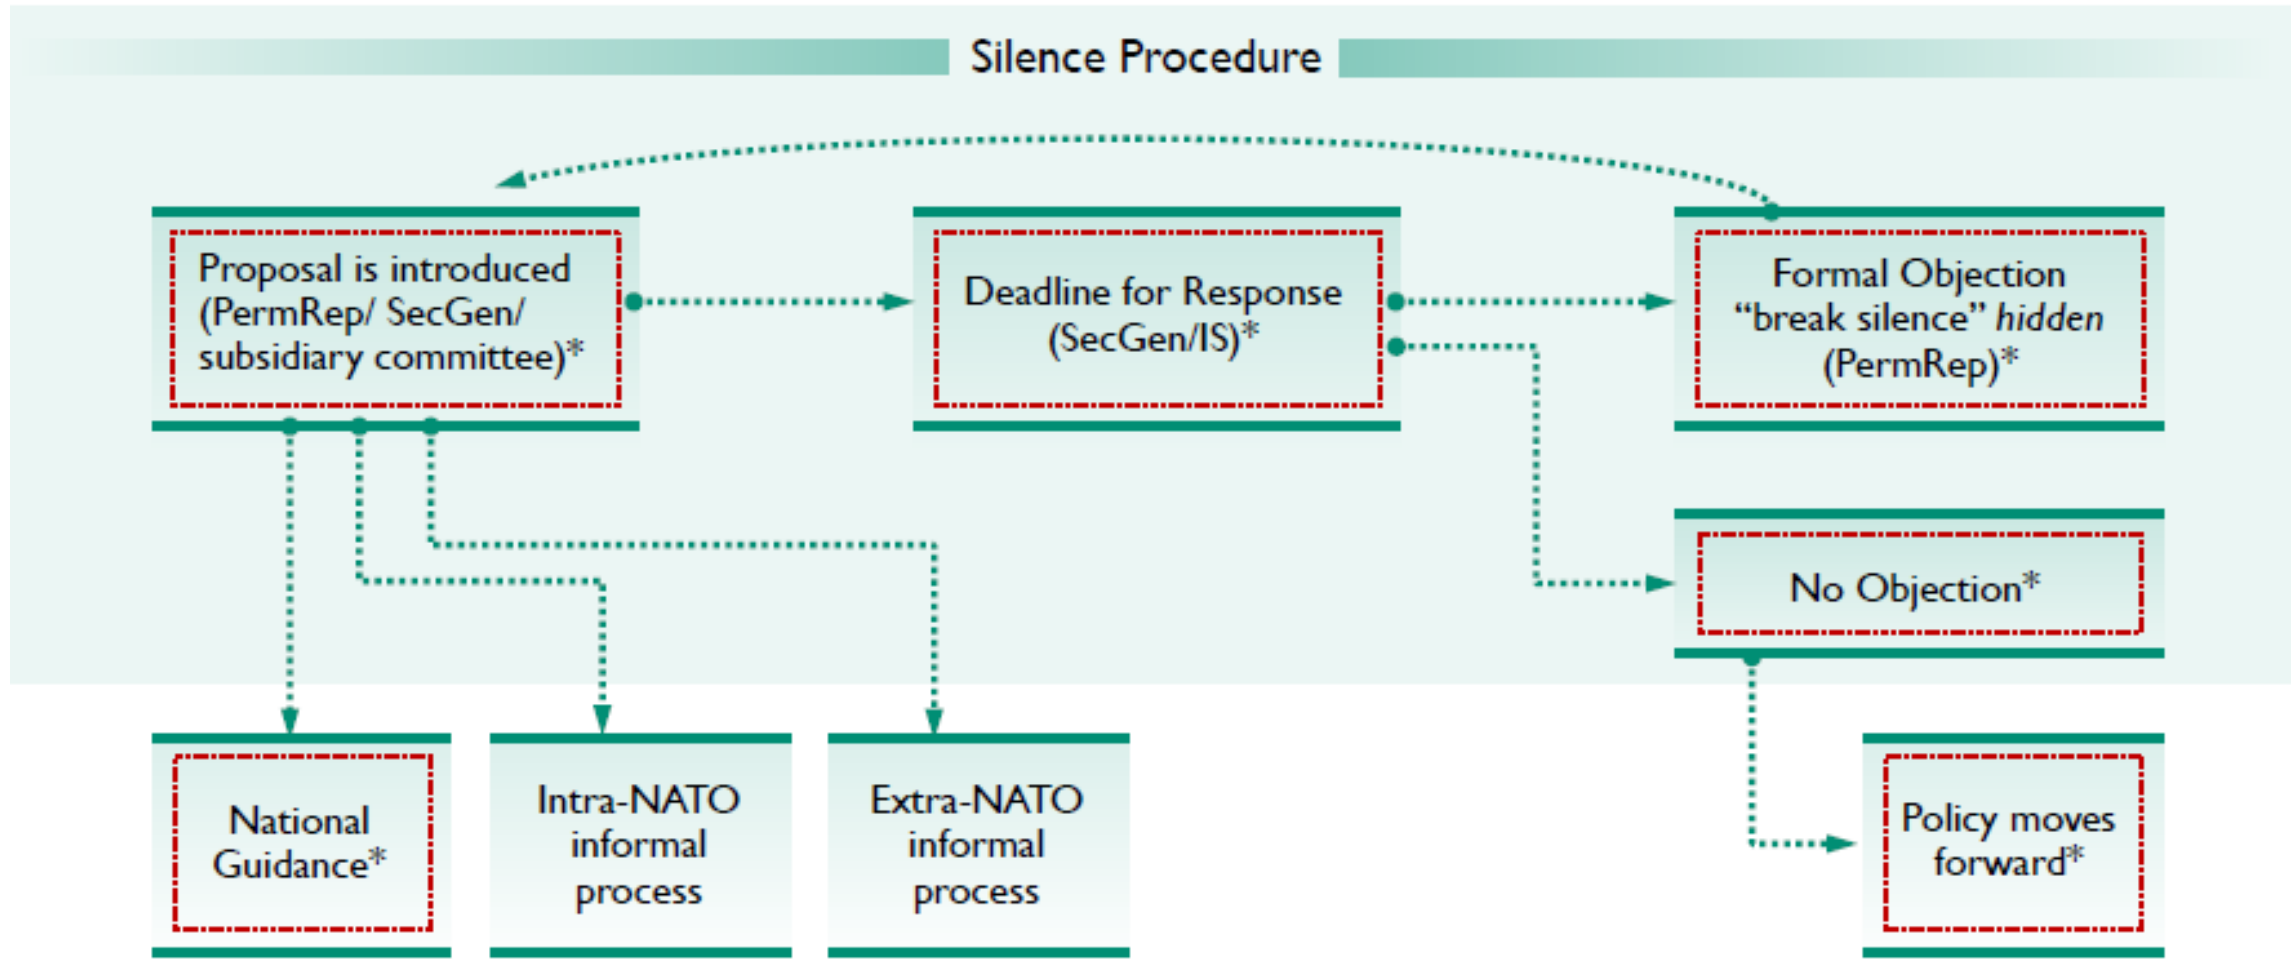 Silence Procedure
Proposal is introduced
(PermRep/ SecGen/
subsidiary committee)*
Deadline for Response
(SecGen/IS)*
Formal Objection
“break silence” hidden
(PermRep)*
No Objection*
National
Guidance*
Intra-NATO
informal
process
Extra-NATO
informal
process
Policy moves
forward*